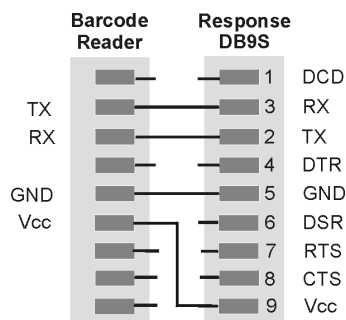 Barcode Reader
Response DB9S
1 DCD
TX 3 RX
RX 2 TX
4 DTR
GND 5 GND
Vcc 6 DSR
7 RTS
8 CTS
9 Vcc